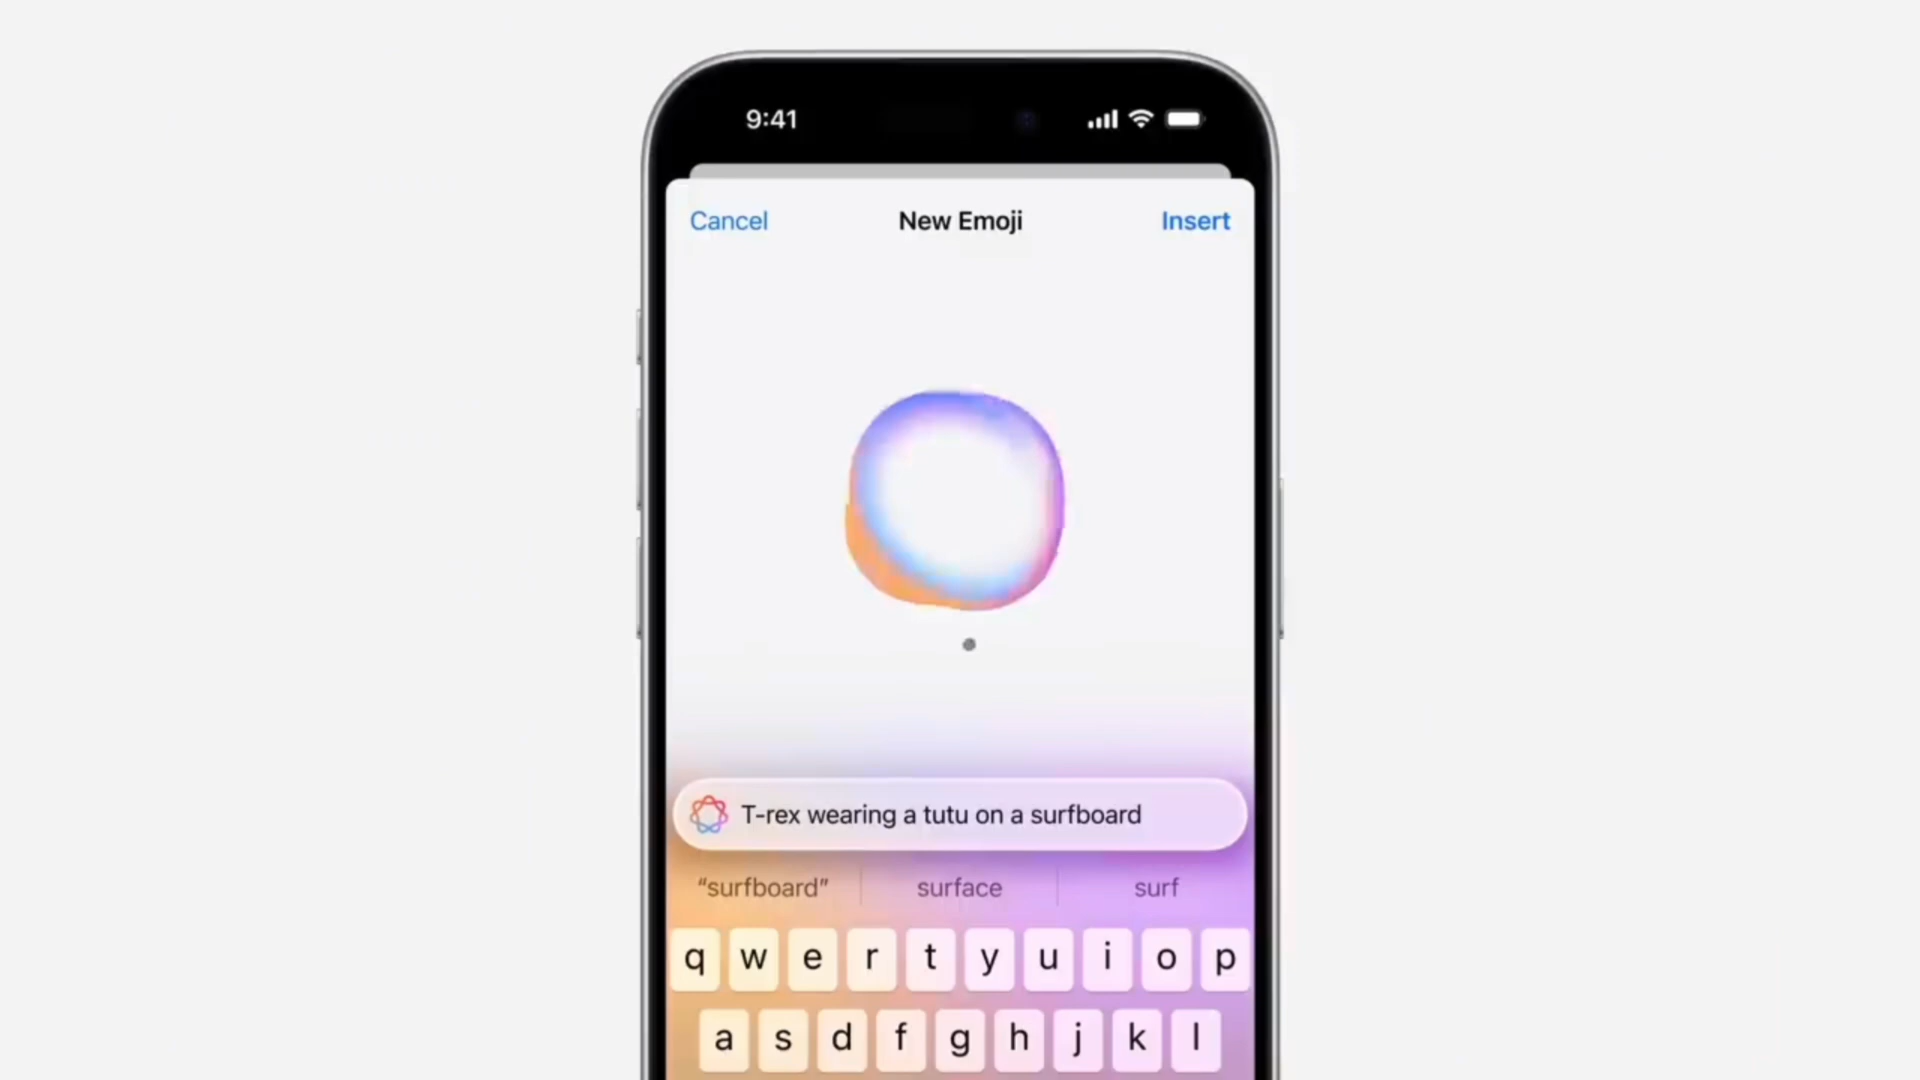 9:41
Cancel New Emoji Insert
T-rex wearing a tutu on a surfboard
“surfboard” surface surf
q w e r t y u i o p
a s d f g h j k l